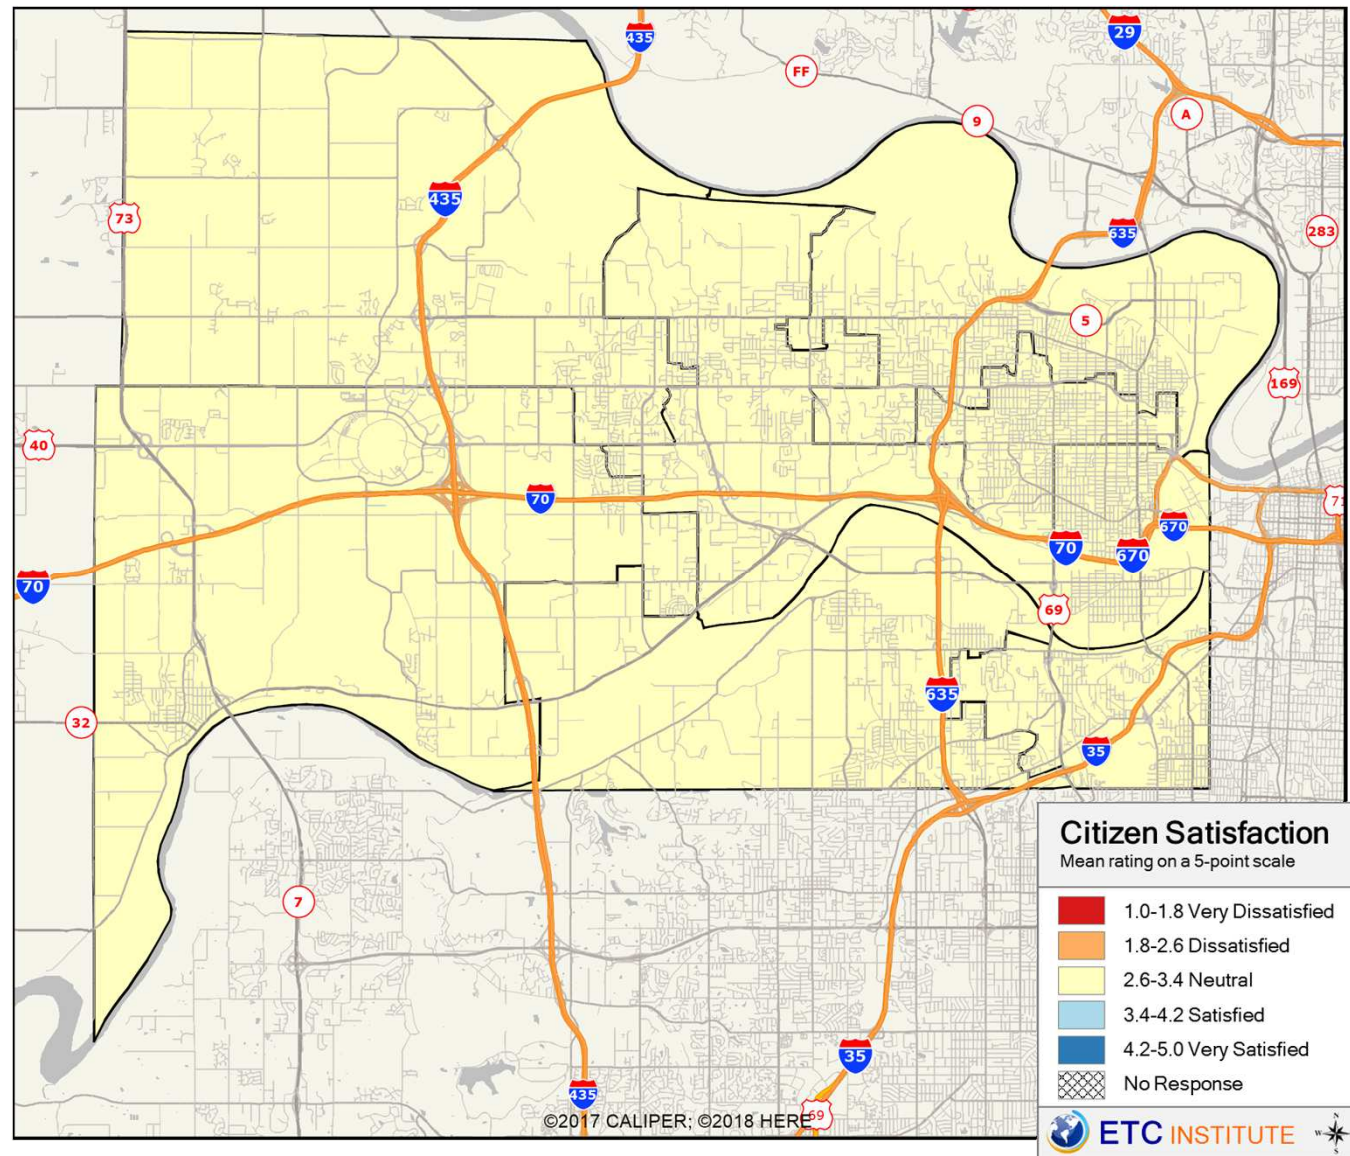 435
29
FF
9
A
435
73
635
283
5
169
40
70
71
70
670
70
670
69
32
635
35
7
35
435
69
©2017 CALIPER; ©2018 HERE
Citizen Satisfaction
Mean rating on a 5-point scale
1.0-1.8 Very Dissatisfied
1.8-2.6 Dissatisfied
2.6-3.4 Neutral
3.4-4.2 Satisfied
4.2-5.0 Very Satisfied
No Response
ETC INSTITUTE
N
W
S